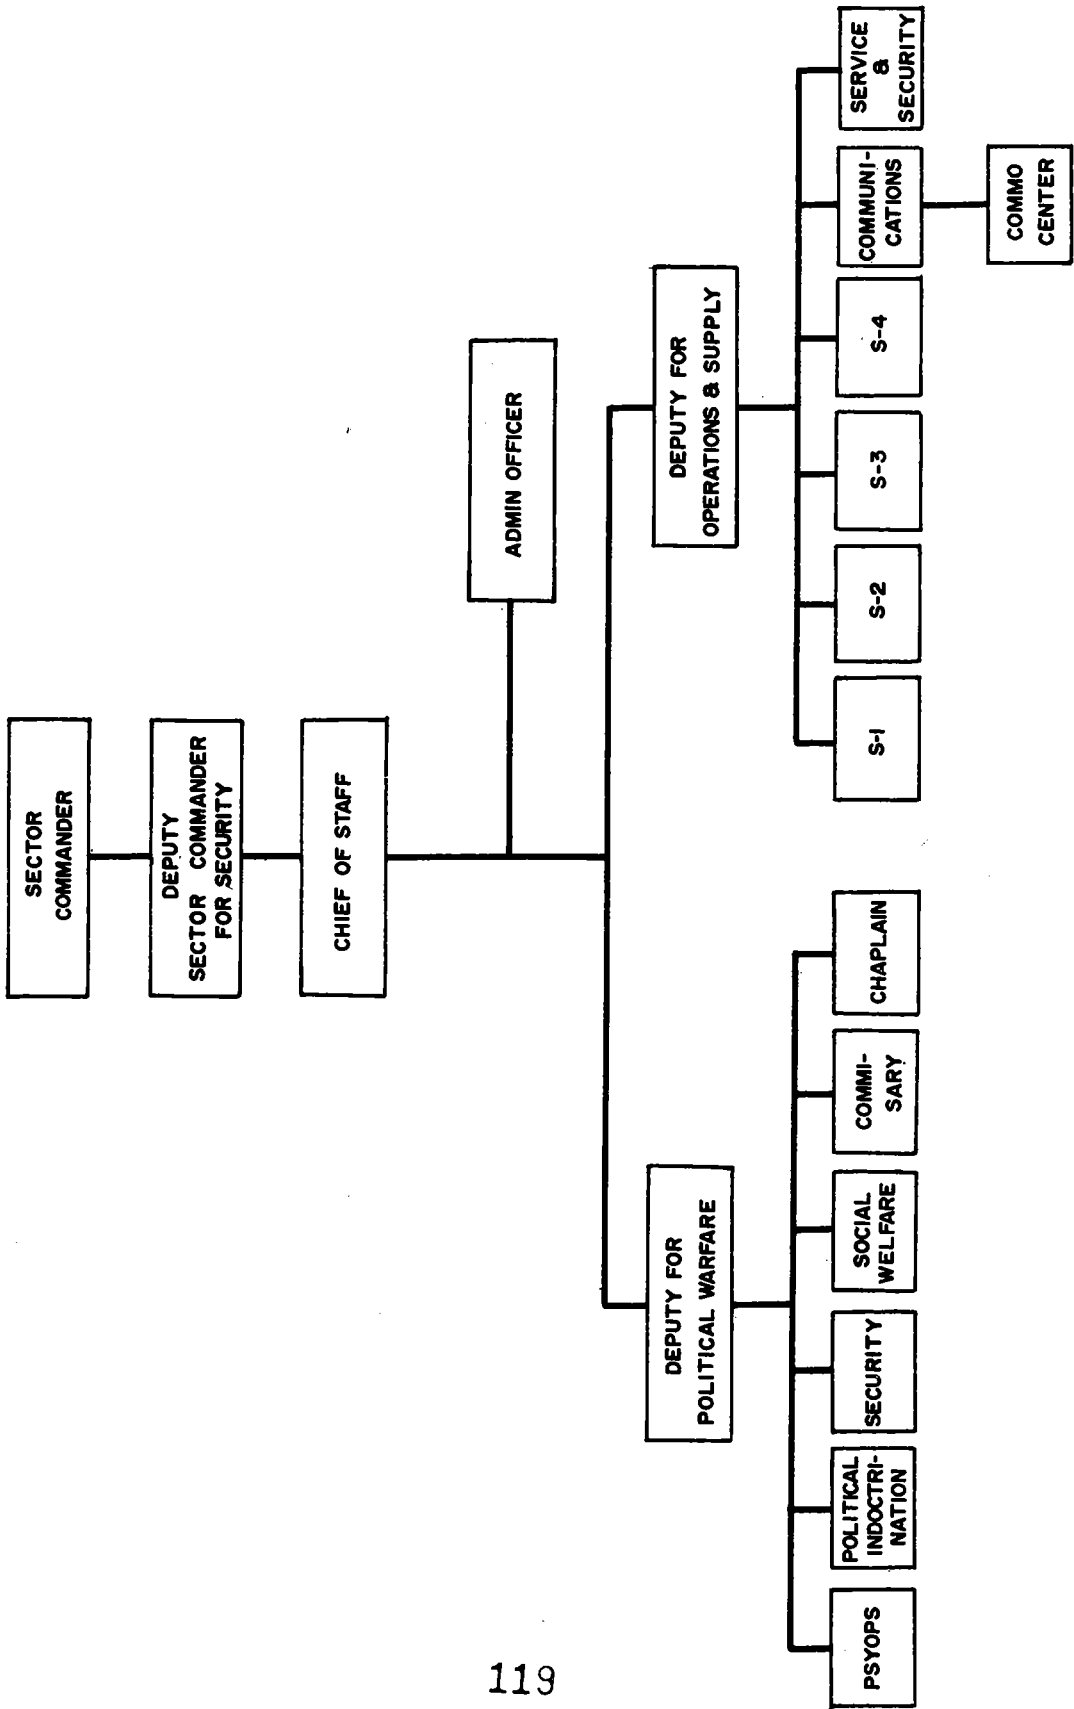 SECTOR
COMMANDER
DEPUTY
SECTOR COMMANDER
FOR SECURITY
CHIEF OF STAFF
ADMIN OFFICER
DEPUTY FOR
POLITICAL WARFARE
DEPUTY FOR
OPERATIONS & SUPPLY
PSYOPS
POLITICAL
INDOCTRI-
NATION
SECURITY
SOCIAL
WELFARE
COMMI-
SARY
CHAPLAIN
S-1
S-2
S-3
S-4
COMMUNI-
CATIONS
SERVICE
&
SECURITY
COMMO
CENTER
119